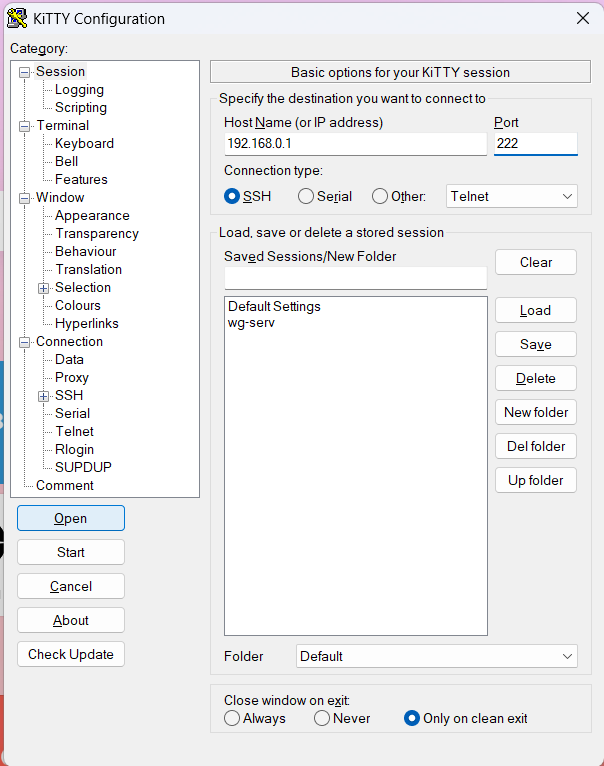 KiTTY Configuration
Category:
Session
Logging
Scripting
Terminal
Keyboard
Bell
Features
Window
Appearance
Transparency
Behaviour
Translation
Selection
Colours
Hyperlinks
Connection
Data
Proxy
SSH
Serial
Telnet
Rlogin
SUPDUP
Comment
Open
Start
Cancel
About
Check Update
Basic options for your KiTTY session
Specify the destination you want to connect to
Host Name (or IP address) Port
192.168.0.1 222
Connection type:
SSH Serial Other: Telnet
Load, save or delete a stored session
Saved Sessions/New Folder
Clear
Default Settings
wg-serv
Load
Save
Delete
New folder
Del folder
Up folder
Folder Default
Close window on exit:
Always Never Only on clean exit